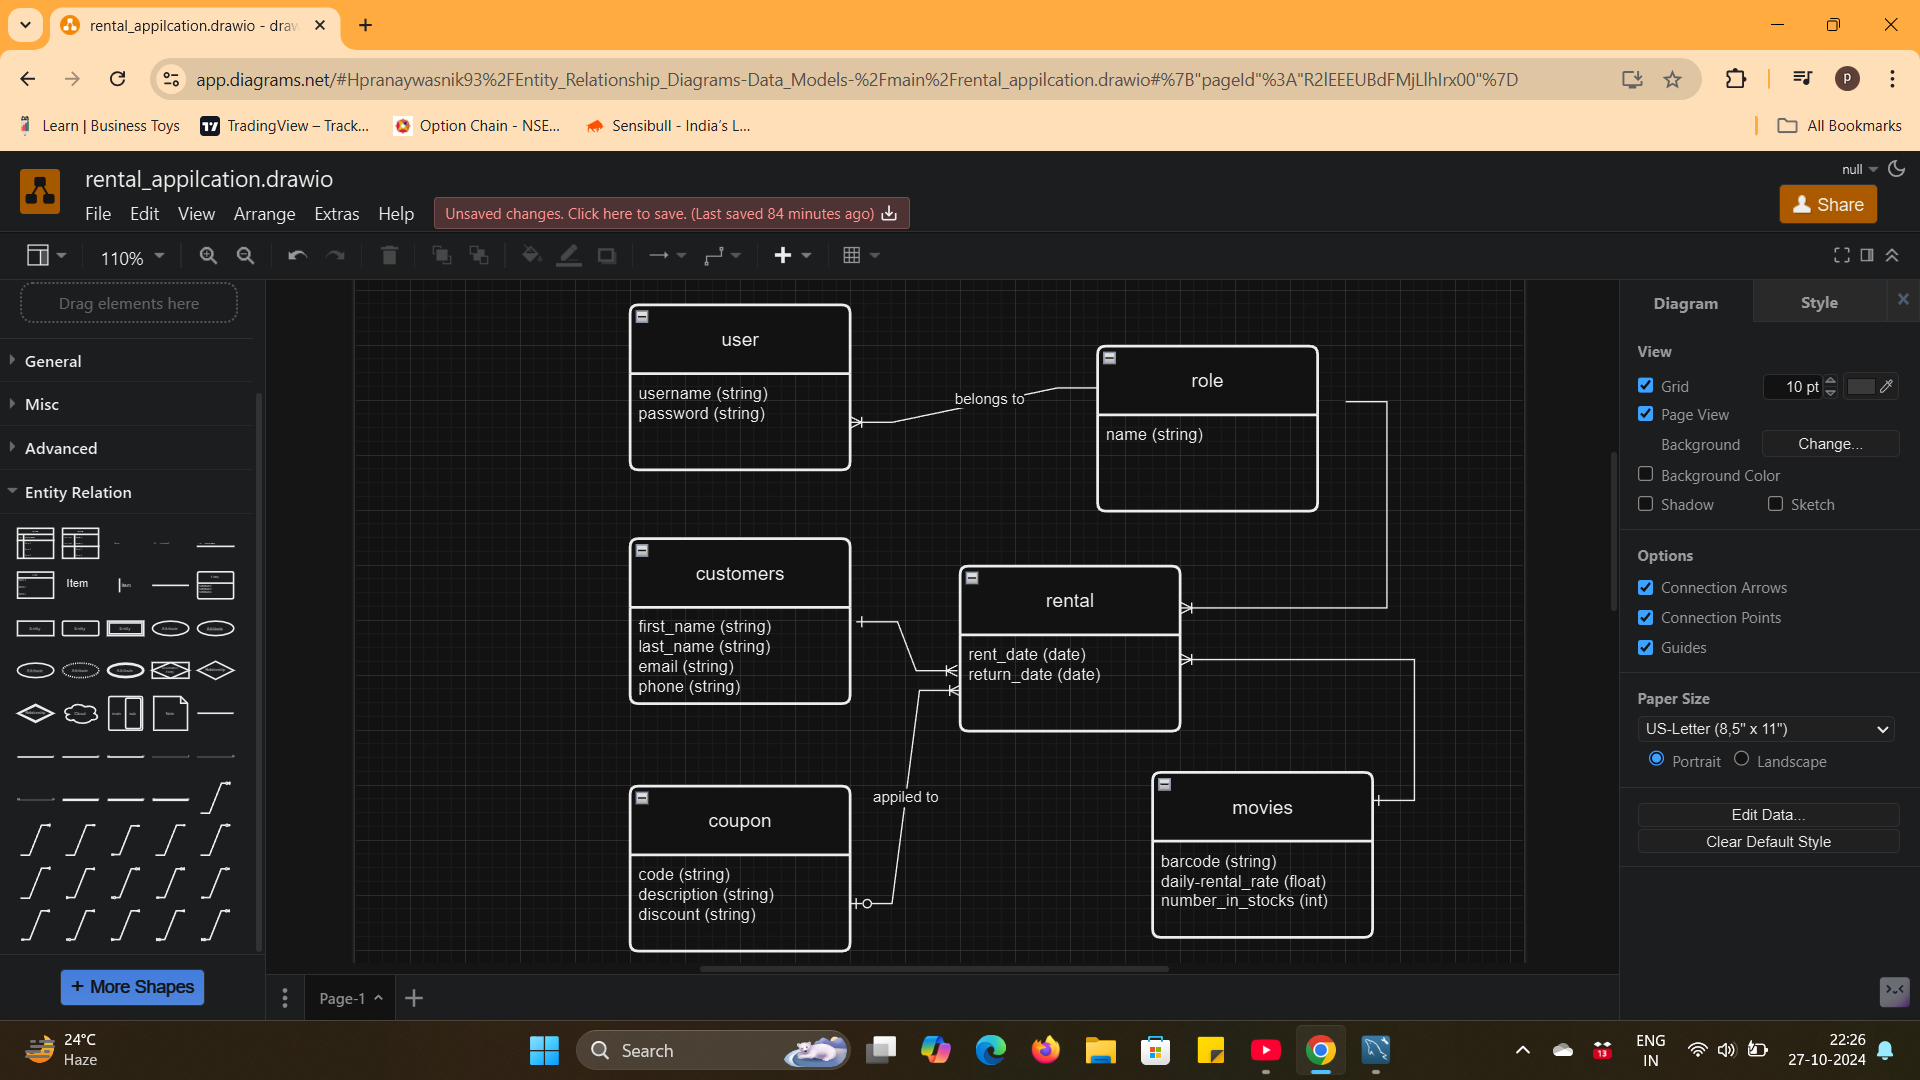 rental_appilcation.drawio - draw
app.diagrams.net/#Hpranaywasnik93%2FEntity_Relationship_Diagrams-Data_Models-%2Fmain%2Frental_appilcation.drawio#%7B"pageId"%3A"R2lEEEUBdFMjLlhIrx00"%7D
p
Learn | Business Toys
TradingView – Track...
Option Chain - NSE...
Sensibull - India's L...
All Bookmarks
rental_appilcation.drawio
null
File Edit View Arrange Extras Help
Unsaved changes. Click here to save. (Last saved 84 minutes ago)
Share
110%
Drag elements here
General
Misc
Advanced
Entity Relation
Item
+ More Shapes
user
username (string)
password (string)
belongs to
role
name (string)
customers
first_name (string)
last_name (string)
email (string)
phone (string)
rental
rent_date (date)
return_date (date)
appiled to
coupon
code (string)
description (string)
discount (string)
movies
barcode (string)
daily-rental_rate (float)
number_in_stocks (int)
Diagram
Style
View
Grid
10 pt
Page View
Background
Change...
Background Color
Shadow
Sketch
Options
Connection Arrows
Connection Points
Guides
Paper Size
US-Letter (8,5" x 11")
Portrait
Landscape
Edit Data...
Clear Default Style
Page-1
24°C
Haze
Search
13
ENG
IN
22:26
27-10-2024